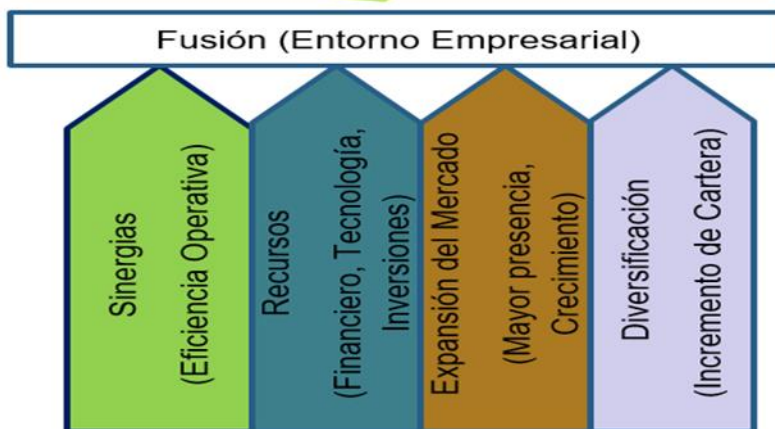 Fusión (Entorno Empresarial)
Sinergias
(Eficiencia Operativa)
Recursos
(Financiero, Tecnología,
Inversiones)
Expansión del Mercado
(Mayor presencia,
Crecimiento)
Diversificación
(Incremento de Cartera)